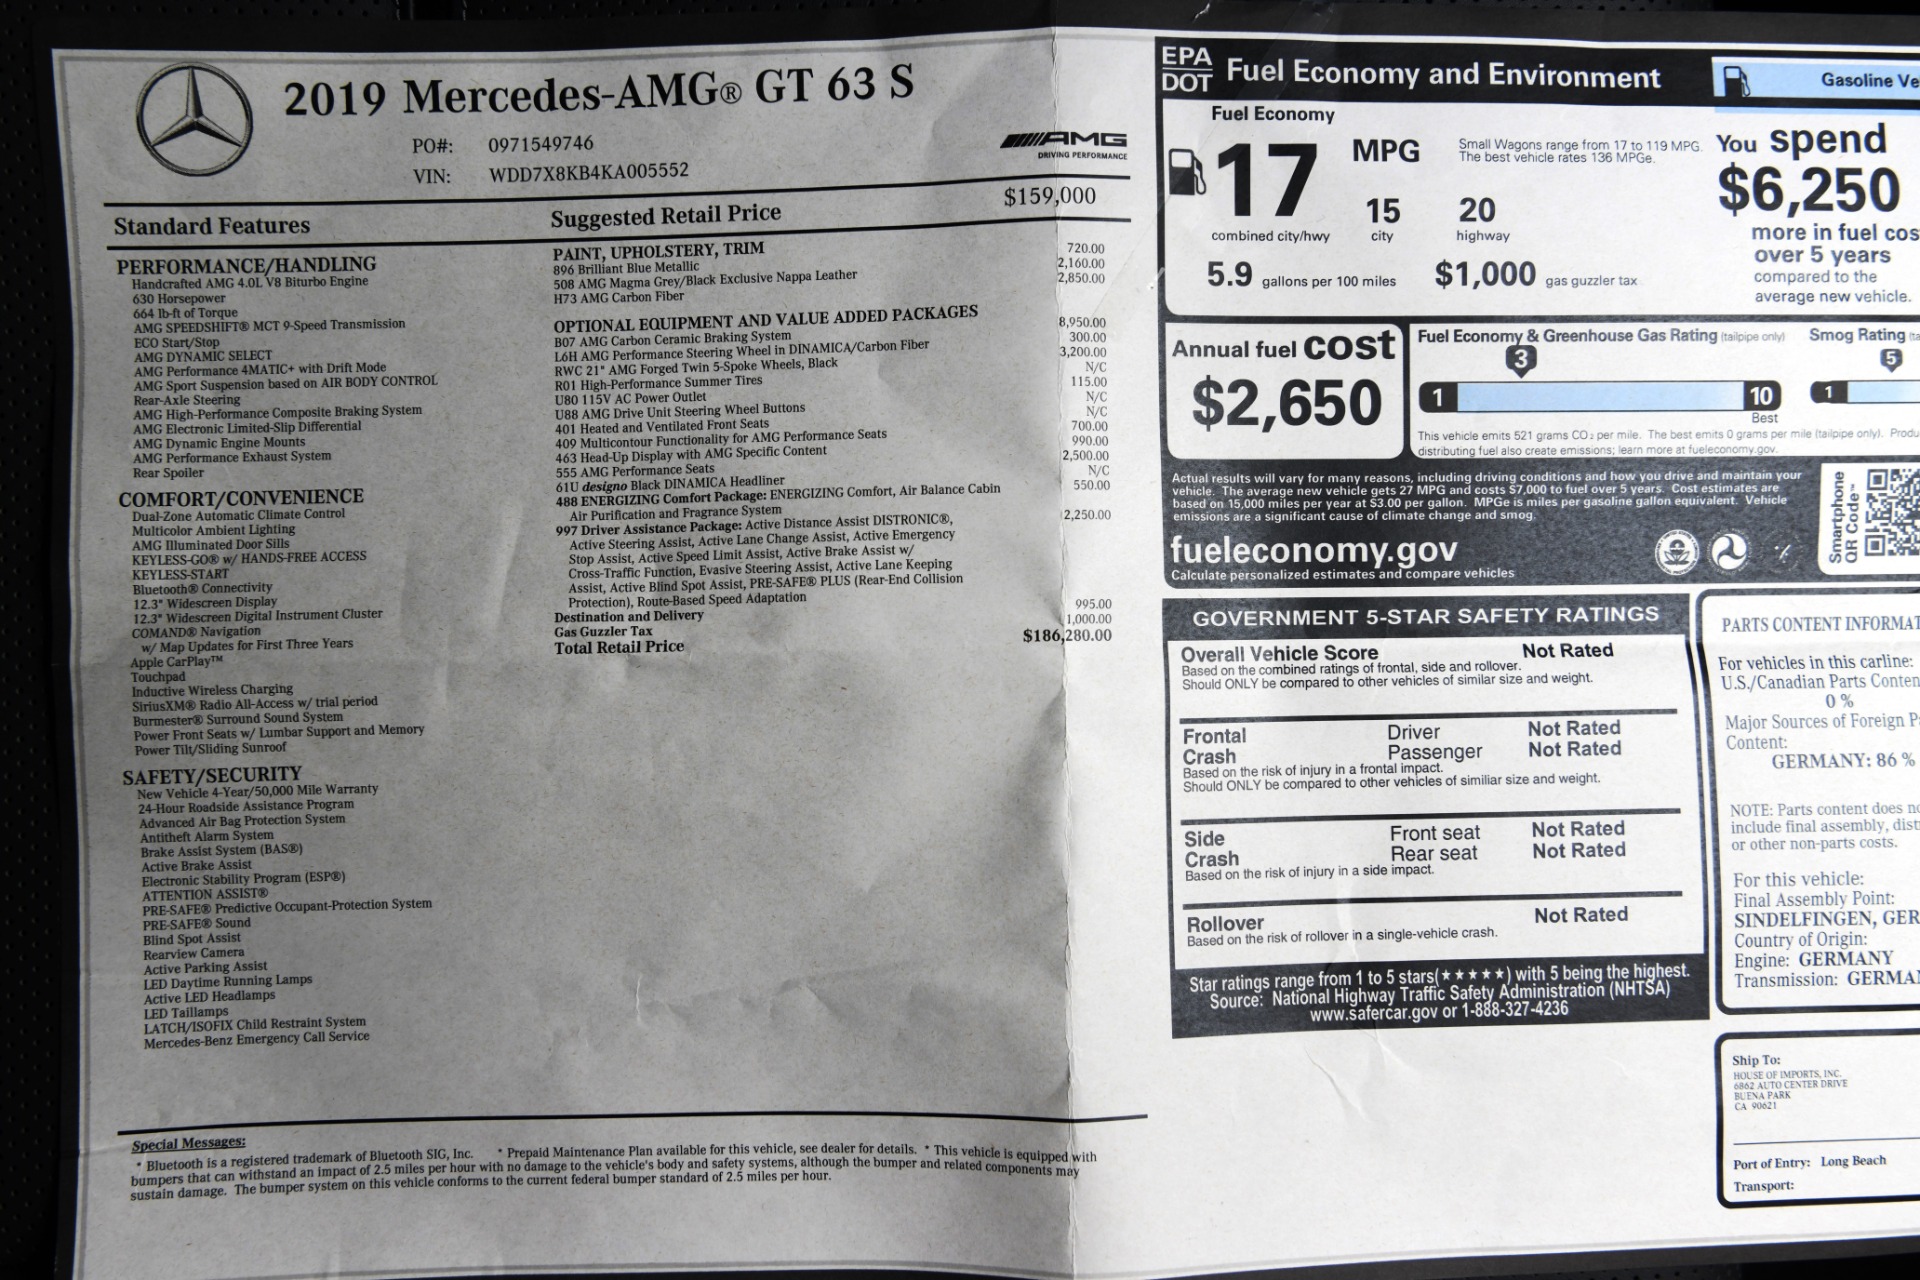 2019 Mercedes-AMG® GT 63 S
PO#: 0971549746
VIN: WDD7X8KB4KA005552
AMG
DRIVING PERFORMANCE
Standard Features
PERFORMANCE/HANDLING
Handcrafted AMG 4.0L V8 Biturbo Engine
630 Horsepower
664 lb-ft of Torque
AMG SPEEDSHIFT® MCT 9-Speed Transmission
ECO Start/Stop
AMG DYNAMIC SELECT
AMG Performance 4MATIC+ with Drift Mode
AMG Sport Suspension based on AIR BODY CONTROL
Rear-Axle Steering
AMG High-Performance Composite Braking System
AMG Electronic Limited-Slip Differential
AMG Dynamic Engine Mounts
AMG Performance Exhaust System
Rear Spoiler
COMFORT/CONVENIENCE
Dual-Zone Automatic Climate Control
Multicolor Ambient Lighting
AMG Illuminated Door Sills
KEYLESS-GO® w/ HANDS-FREE ACCESS
KEYLESS-START
Bluetooth® Connectivity
12.3" Widescreen Display
12.3" Widescreen Digital Instrument Cluster
COMAND® Navigation
w/ Map Updates for First Three Years
Apple CarPlay™
Touchpad
Inductive Wireless Charging
SiriusXM® Radio All-Access w/ trial period
Burmester® Surround Sound System
Power Front Seats w/ Lumbar Support and Memory
Power Tilt/Sliding Sunroof
SAFETY/SECURITY
New Vehicle 4-Year/50,000 Mile Warranty
24-Hour Roadside Assistance Program
Advanced Air Bag Protection System
Antitheft Alarm System
Brake Assist System (BAS®)
Active Brake Assist
Electronic Stability Program (ESP®)
ATTENTION ASSIST®
PRE-SAFE® Predictive Occupant-Protection System
PRE-SAFE® Sound
Blind Spot Assist
Rearview Camera
Active Parking Assist
LED Daytime Running Lamps
Active LED Headlamps
LED Taillamps
LATCH/ISOFIX Child Restraint System
Mercedes-Benz Emergency Call Service
Suggested Retail Price $159,000
PAINT, UPHOLSTERY, TRIM
896 Brilliant Blue Metallic 720.00
508 AMG Magma Grey/Black Exclusive Nappa Leather 2,160.00
H73 AMG Carbon Fiber 2,850.00
OPTIONAL EQUIPMENT AND VALUE ADDED PACKAGES
B07 AMG Carbon Ceramic Braking System 8,950.00
L6H AMG Performance Steering Wheel in DINAMICA/Carbon Fiber 300.00
RWC 21" AMG Forged Twin 5-Spoke Wheels, Black 3,200.00
R01 High-Performance Summer Tires N/C
U80 115V AC Power Outlet 115.00
U88 AMG Drive Unit Steering Wheel Buttons N/C
401 Heated and Ventilated Front Seats N/C
409 Multicontour Functionality for AMG Performance Seats 700.00
463 Head-Up Display with AMG Specific Content 990.00
555 AMG Performance Seats 2,500.00
61U designo Black DINAMICA Headliner N/C
488 ENERGIZING Comfort Package: ENERGIZING Comfort, Air Balance Cabin 550.00
Air Purification and Fragrance System
997 Driver Assistance Package: Active Distance Assist DISTRONIC®, 2,250.00
Active Steering Assist, Active Lane Change Assist, Active Emergency
Stop Assist, Active Speed Limit Assist, Active Brake Assist w/
Cross-Traffic Function, Evasive Steering Assist, Active Lane Keeping
Assist, Active Blind Spot Assist, PRE-SAFE® PLUS (Rear-End Collision
Protection), Route-Based Speed Adaptation
Destination and Delivery 995.00
Gas Guzzler Tax 1,000.00
Total Retail Price $186,280.00
Special Messages:
* Bluetooth is a registered trademark of Bluetooth SIG, Inc. * Prepaid Maintenance Plan available for this vehicle, see dealer for details. * This vehicle is equipped with
bumpers that can withstand an impact of 2.5 miles per hour with no damage to the vehicle's body and safety systems, although the bumper and related components may
sustain damage. The bumper system on this vehicle conforms to the current federal bumper standard of 2.5 miles per hour.
EPA
DOT
Fuel Economy and Environment
Gasoline Ve
Fuel Economy
17 MPG
combined city/hwy
15
city
20
highway
Small Wagons range from 17 to 119 MPG.
The best vehicle rates 136 MPGe.
5.9 gallons per 100 miles
$1,000 gas guzzler tax
You spend
$6,250
more in fuel cos
over 5 years
compared to the
average new vehicle.
Annual fuel cost
$2,650
Fuel Economy & Greenhouse Gas Rating (tailpipe only)
3
1 10
Best
Smog Rating (ta
5
1
This vehicle emits 521 grams CO2 per mile. The best emits 0 grams per mile (tailpipe only). Produ
distributing fuel also create emissions; learn more at fueleconomy.gov.
Actual results will vary for many reasons, including driving conditions and how you drive and maintain your
vehicle. The average new vehicle gets 27 MPG and costs $7,000 to fuel over 5 years. Cost estimates are
based on 15,000 miles per year at $3.00 per gallon. MPGe is miles per gasoline gallon equivalent. Vehicle
emissions are a significant cause of climate change and smog.
fueleconomy.gov
Calculate personalized estimates and compare vehicles
Smartphone
QR Code™
GOVERNMENT 5-STAR SAFETY RATINGS
Overall Vehicle Score Not Rated
Based on the combined ratings of frontal, side and rollover.
Should ONLY be compared to other vehicles of similar size and weight.
Frontal Driver Not Rated
Crash Passenger Not Rated
Based on the risk of injury in a frontal impact.
Should ONLY be compared to other vehicles of similiar size and weight.
Side Front seat Not Rated
Crash Rear seat Not Rated
Based on the risk of injury in a side impact.
Rollover Not Rated
Based on the risk of rollover in a single-vehicle crash.
Star ratings range from 1 to 5 stars(★★★★★) with 5 being the highest.
Source: National Highway Traffic Safety Administration (NHTSA)
www.safercar.gov or 1-888-327-4236
PARTS CONTENT INFORMAT
For vehicles in this carline:
U.S./Canadian Parts Conten
0 %
Major Sources of Foreign Pa
Content:
GERMANY: 86 %
NOTE: Parts content does no
include final assembly, dist
or other non-parts costs.
For this vehicle:
Final Assembly Point:
SINDELFINGEN, GER
Country of Origin:
Engine: GERMANY
Transmission: GERMA
Ship To:
HOUSE OF IMPORTS, INC.
6862 AUTO CENTER DRIVE
BUENA PARK
CA 90621
Port of Entry: Long Beach
Transport: